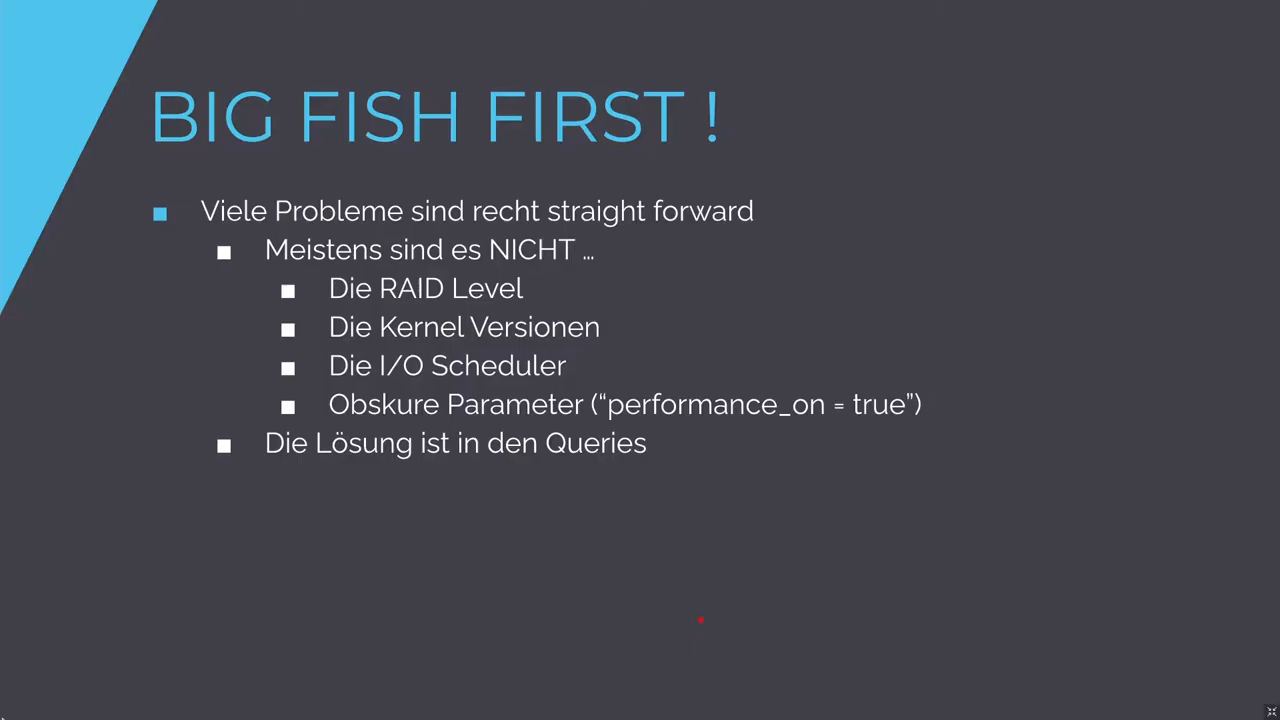 BIG FISH FIRST !
Viele Probleme sind recht straight forward
Meistens sind es NICHT …
Die RAID Level
Die Kernel Versionen
Die I/O Scheduler
Obskure Parameter (“performance_on = true”)
Die Lösung ist in den Queries